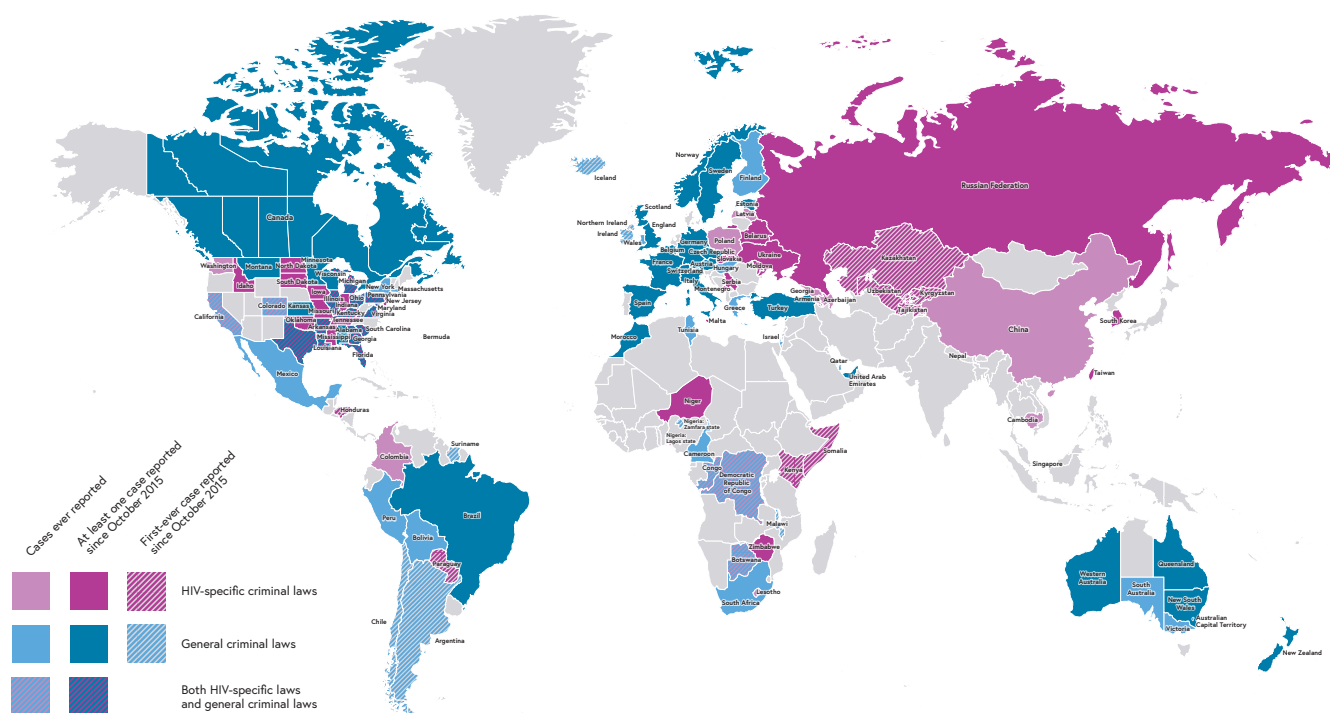 Norway
Sweden
Finland
Iceland
Russian Federation
Estonia
Latvia
Scotland
Northern Ireland
England
Ireland
Wales
Belarus
Poland
Germany
Belgium
Czech Republic
Ukraine
Slovakia
France
Austria
Moldova
Hungary
Switzerland
Italy
Serbia
Montenegro
Spain
Greece
Turkey
Georgia
Armenia
Azerbaijan
Kazakhstan
Uzbekistan
Kyrgyzstan
Tajikistan
Malta
Tunisia
Morocco
Israel
Qatar
United Arab
Emirates
China
Nepal
South Korea
Taiwan
Cambodia
Singapore
Canada
Washington
Montana
North Dakota
Minnesota
Wisconsin
Michigan
New York
Massachusetts
Idaho
South Dakota
Iowa
Pennsylvania
New Jersey
Illinois
Ohio
Indiana
Maryland
California
Colorado
Kansas
Missouri
Kentucky
Virginia
Oklahoma
Tennessee
Arkansas
South Carolina
Mississippi
Alabama
Georgia
Louisiana
Florida
Bermuda
Mexico
Honduras
Colombia
Suriname
Peru
Brazil
Bolivia
Paraguay
Chile
Argentina
Niger
Nigeria:
Zamfara state
Nigeria:
Lagos state
Cameroon
Congo
Democratic
Republic
of Congo
Somalia
Kenya
Malawi
Zimbabwe
Botswana
Lesotho
South Africa
Western
Australia
Queensland
South
Australia
New South
Wales
Victoria
Australian
Capital Territory
New Zealand
Cases ever reported
At least one case reported
since October 2015
First-ever case reported
since October 2015
HIV-specific criminal laws
General criminal laws
Both HIV-specific laws
and general criminal laws